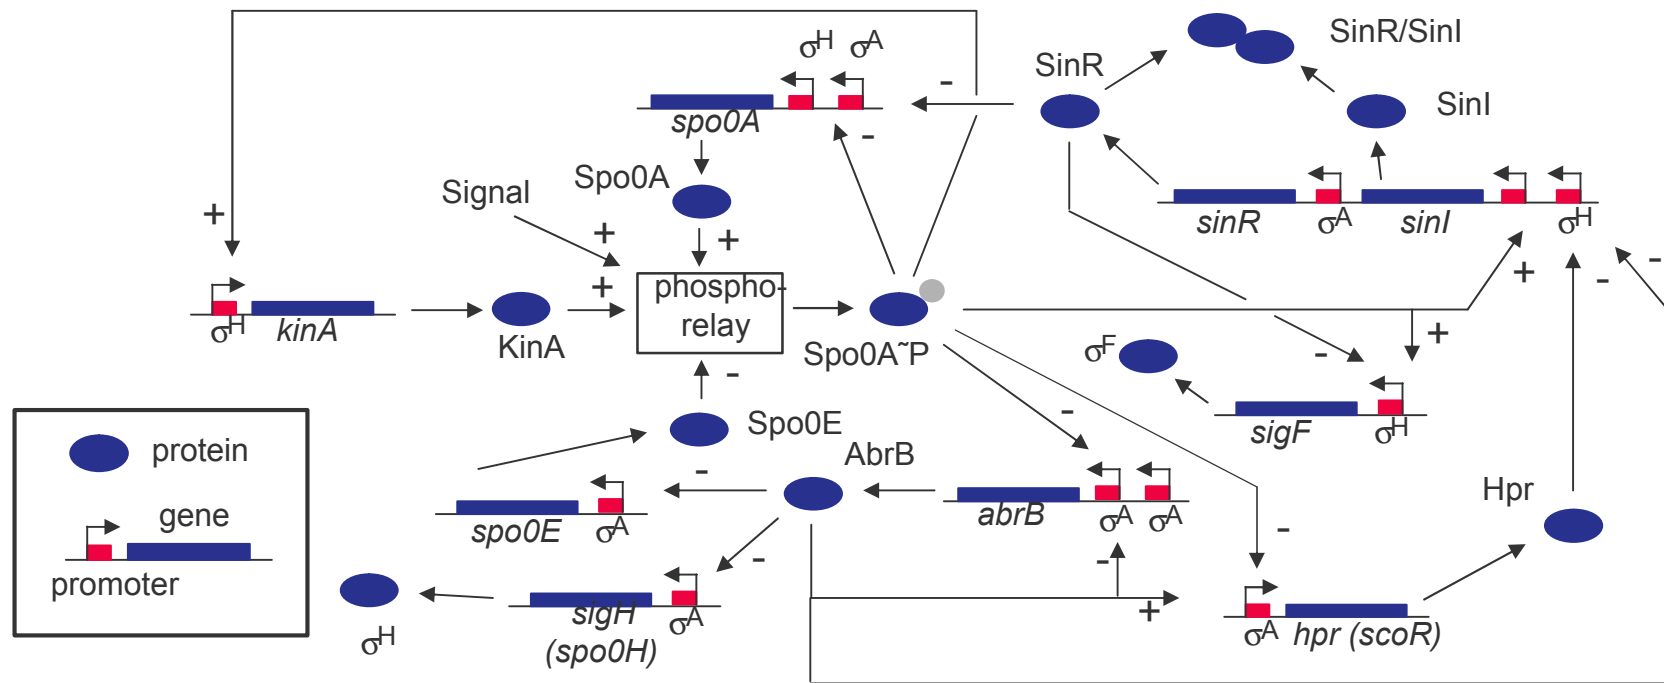 σH σA
SinR/SinI
SinR
-
SinI
spo0A
-
Signal
Spo0A
+
+
+
sinR
σA
sinI
σH
+
-
-
phospho-
relay
+
σH
kinA
KinA
Spo0A~P
+
-
σF
-
Spo0E
-
sigF
σH
protein
AbrB
-
Hpr
gene
spo0E
σA
abrB
σA
σA
-
-
-
promoter
+
σH
sigH
(spo0H)
σA
σA
hpr (scoR)